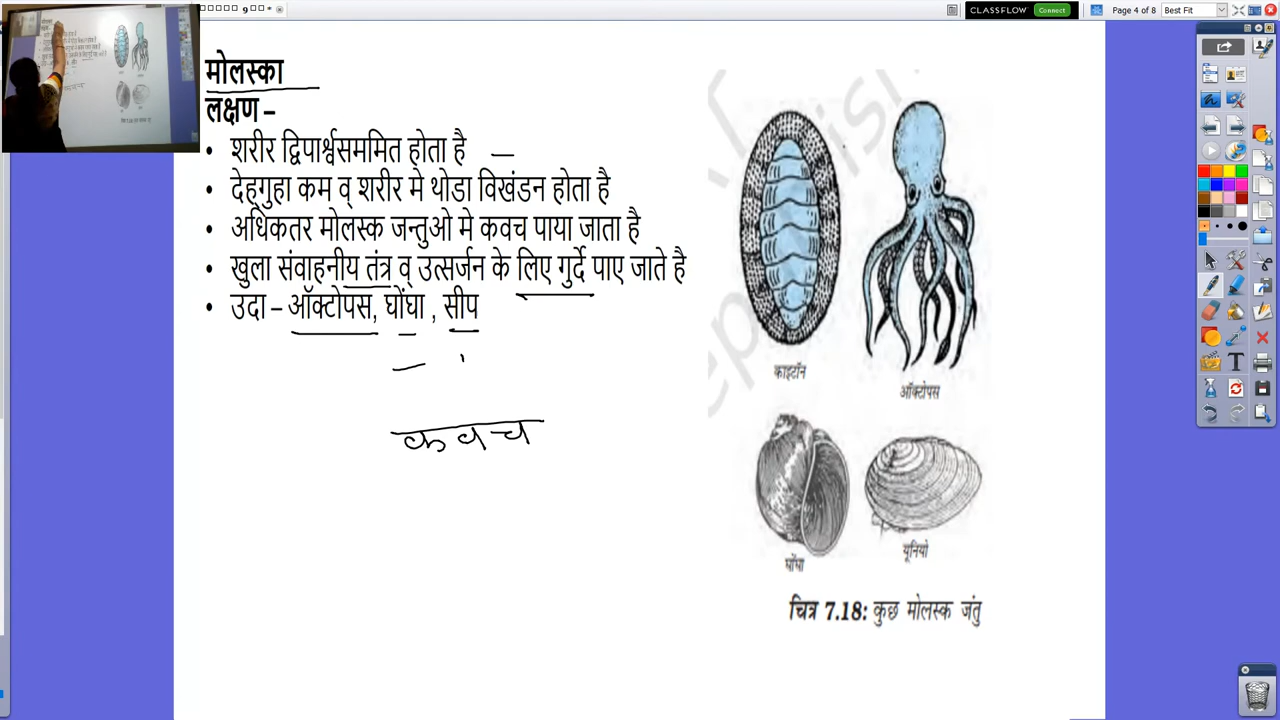 9
CLASSFLOW Connect Page 4 of 8 Best Fit
मोलस्का
लक्षण –
• शरीर द्विपार्श्वसममित होता है
• देहगुहा कम व् शरीर मे थोडा विखंडन होता है
• अधिकतर मोलस्क जन्तुओ मे कवच पाया जाता है
• खुला संवाहनीय तंत्र व् उत्सर्जन के लिए गुर्दे पाए जाते है
• उदा – ऑक्टोपस, घोंघा , सीप
कवच
काइटॉन
ऑक्टोपस
घोंघा
यूनियो
चित्र 7.18: कुछ मोलस्क जंतु